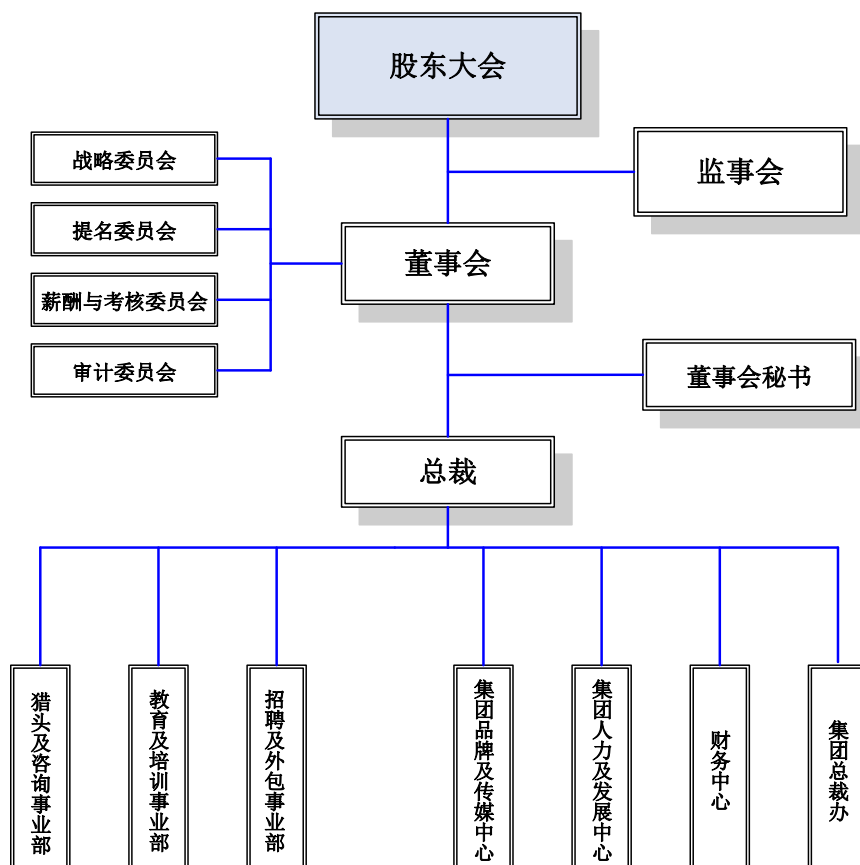 股东大会
战略委员会
监事会
提名委员会
董事会
薪酬与考核委员会
审计委员会
董事会秘书
总裁
猎头及咨询事业部
教育及培训事业部
招聘及外包事业部
集团品牌及传媒中心
集团人力及发展中心
财务中心
集团总裁办